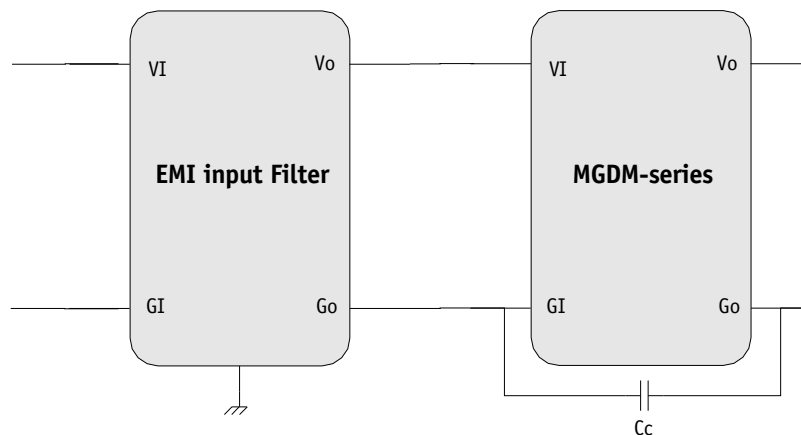 VI Vo VI Vo
EMI input Filter MGDM-series
GI Go GI Go
Cc